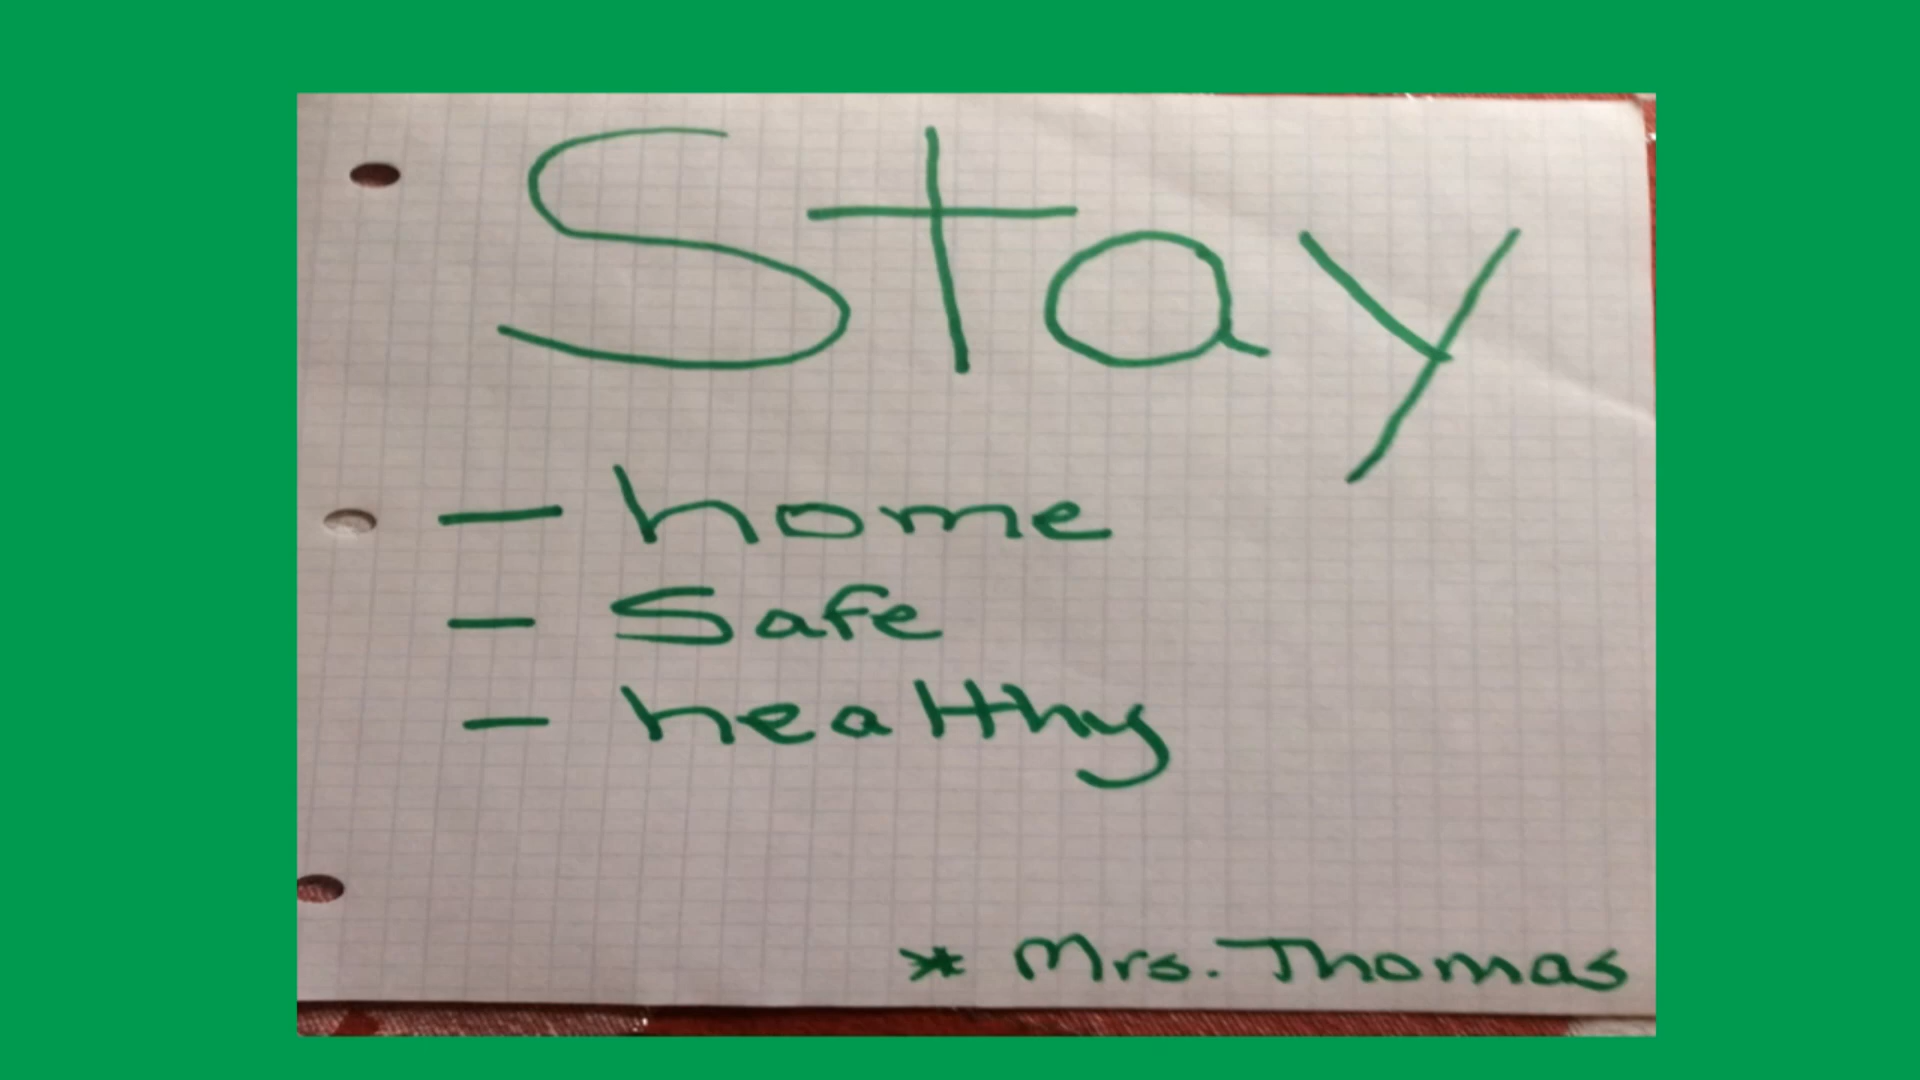 Stay
- home
- Safe
- healthy
* Mrs. Thomas